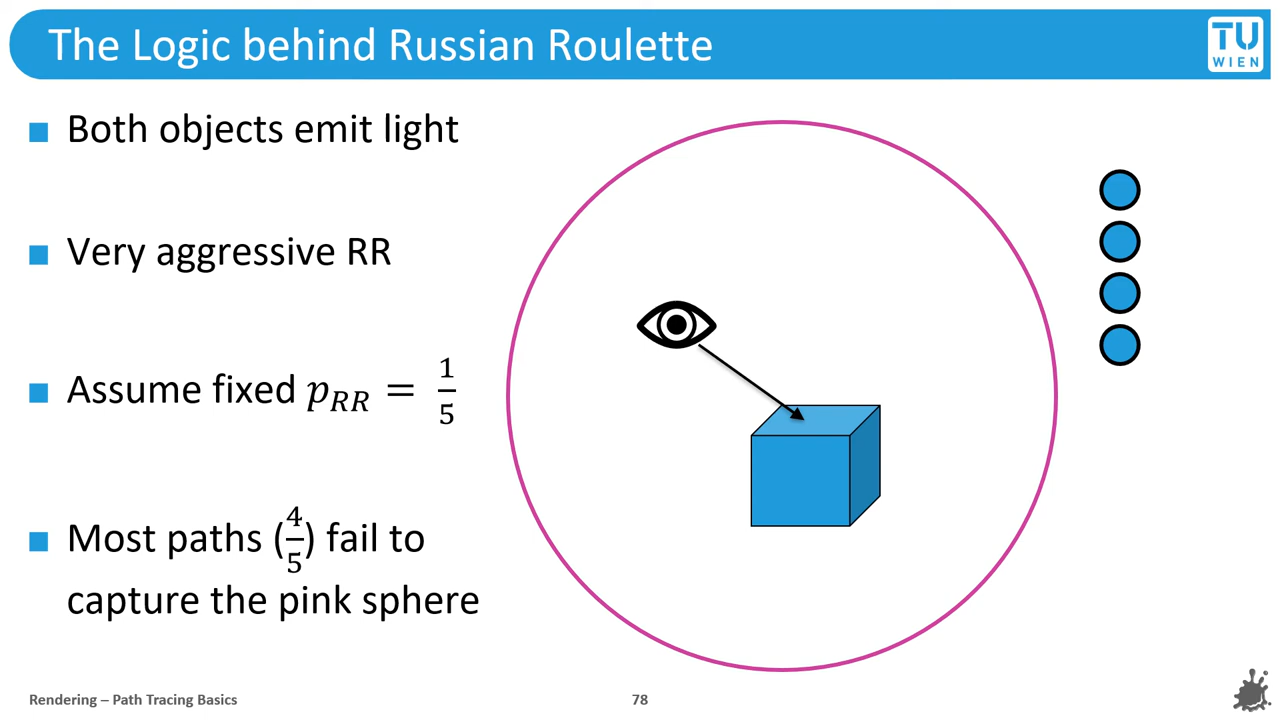 The Logic behind Russian Roulette
TU
WIEN
Both objects emit light
Very aggressive RR
Assume fixed p_RR = 1/5
Most paths (4/5) fail to
capture the pink sphere
Rendering – Path Tracing Basics
78